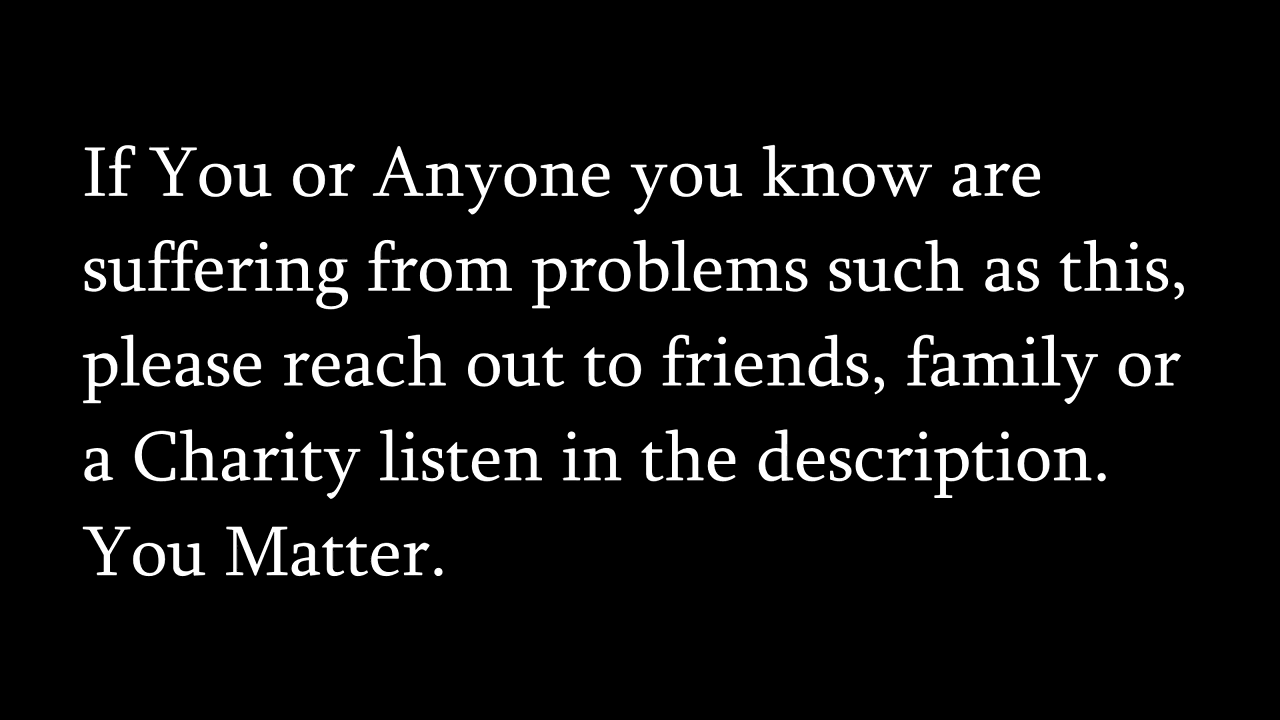 If You or Anyone you know are
suffering from problems such as this,
please reach out to friends, family or
a Charity listen in the description.
You Matter.